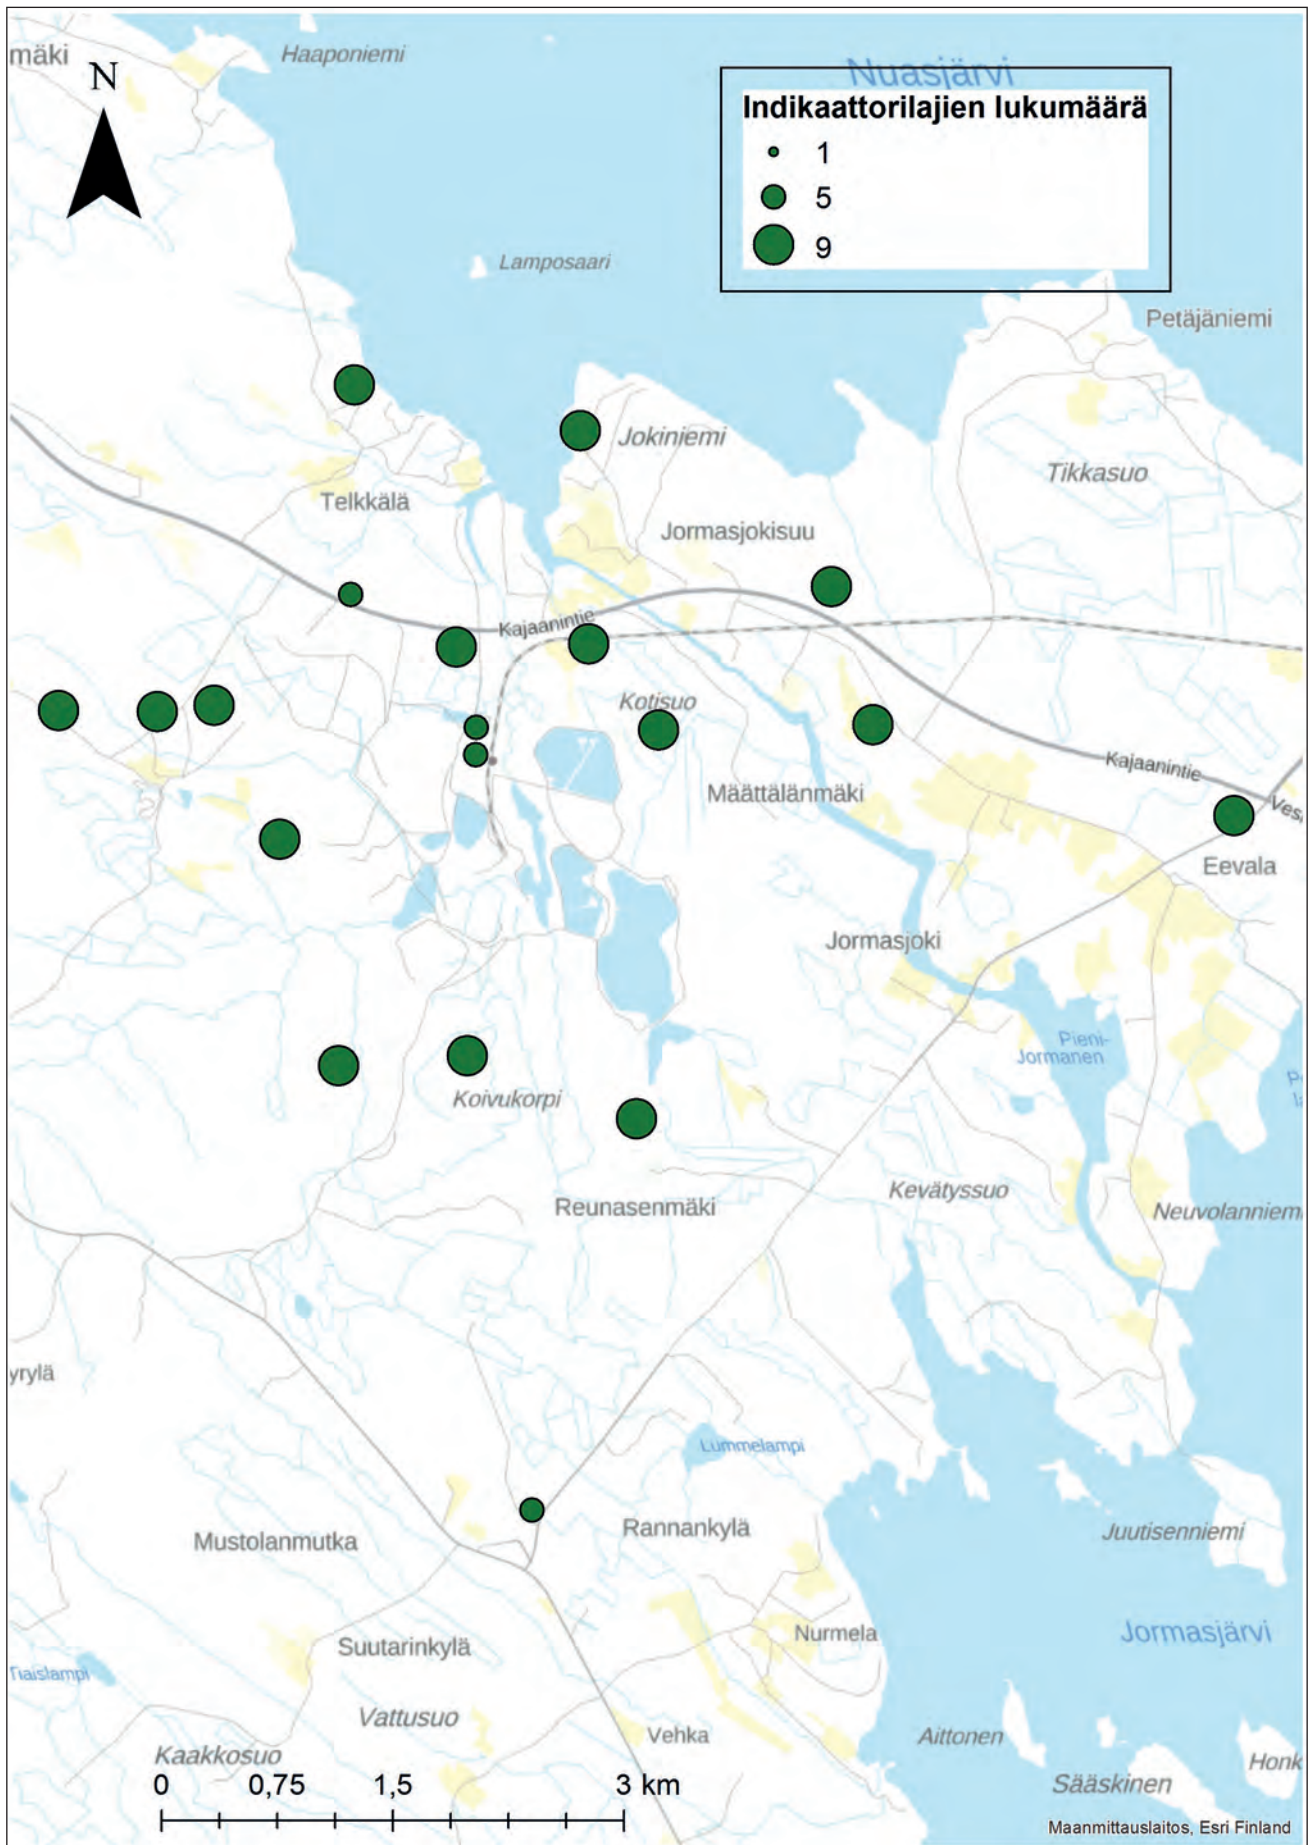 mäki
Haaponiemi
N
Nuasjärvi
Indikaattorilajien lukumäärä
1
5
9
Lamposaari
Petäjäniemi
Jokiniemi
Tikkasuo
Telkkälä
Jormasjokisuu
Kajaanintie
Kotisuo
Kajaanintie
Määttälänmäki
Eevala
Jormasjoki
Pieni-
Jormanen
Koivukorpi
Kevätyssuo
Reunasenmäki
Neuvolanniemi
yrylä
Lummelampi
Rannankylä
Juutisenniemi
Mustolanmutka
Nurmela
Jormasjärvi
Suutarinkylä
Tiaislampi
Vattusuo
Vehka
Aittonen
Kaakkosuo
Honk
Sääskinen
0 0,75 1,5 3 km
Maanmittauslaitos, Esri Finland